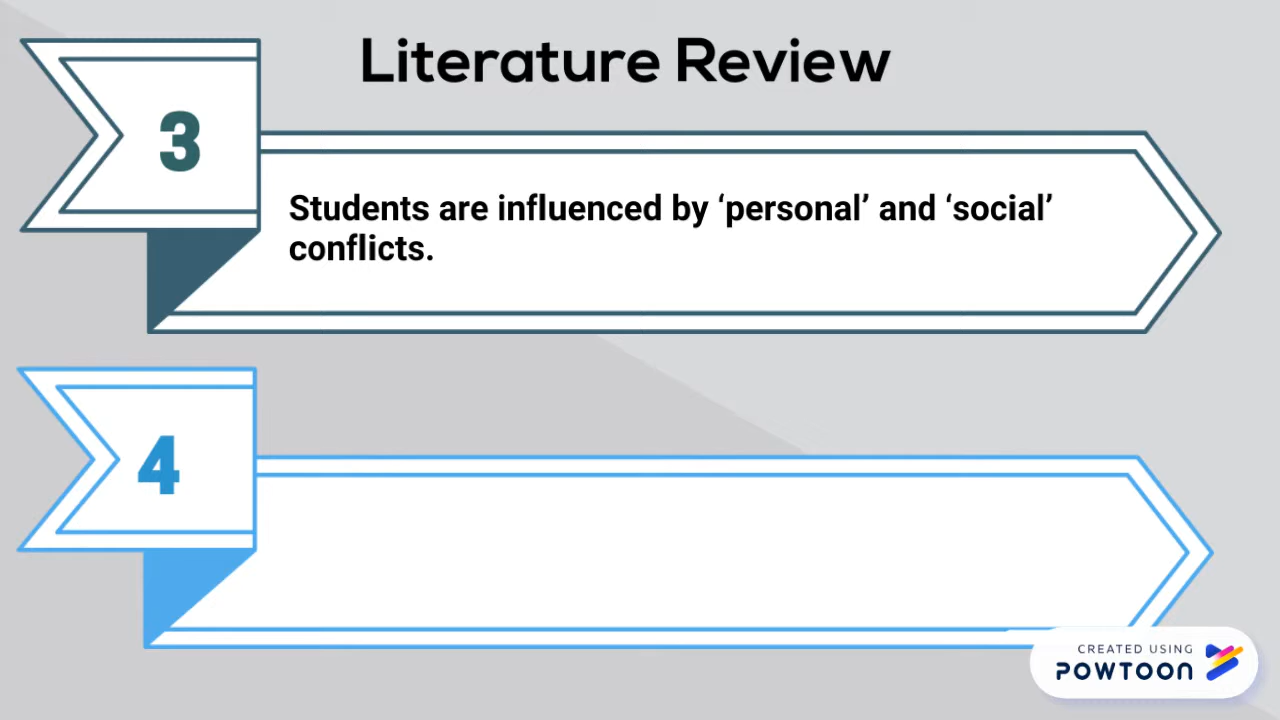 Literature Review
3
Students are influenced by ‘personal’ and ‘social’
conflicts.
4
CREATED USING
POWTOON